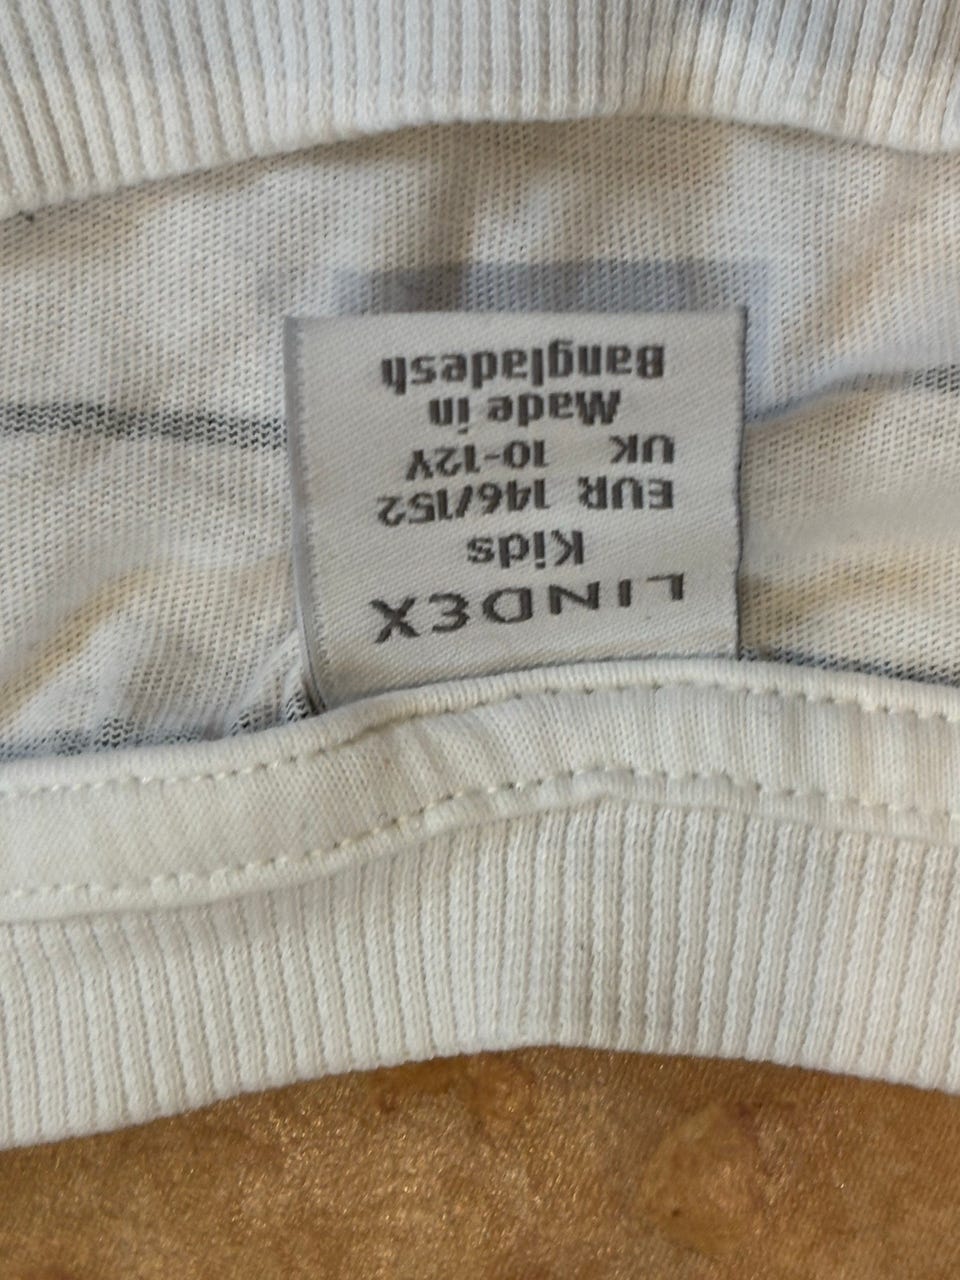 LINDEX
Kids
EUR 146/152
UK 10-12Y
Made in
Bangladesh